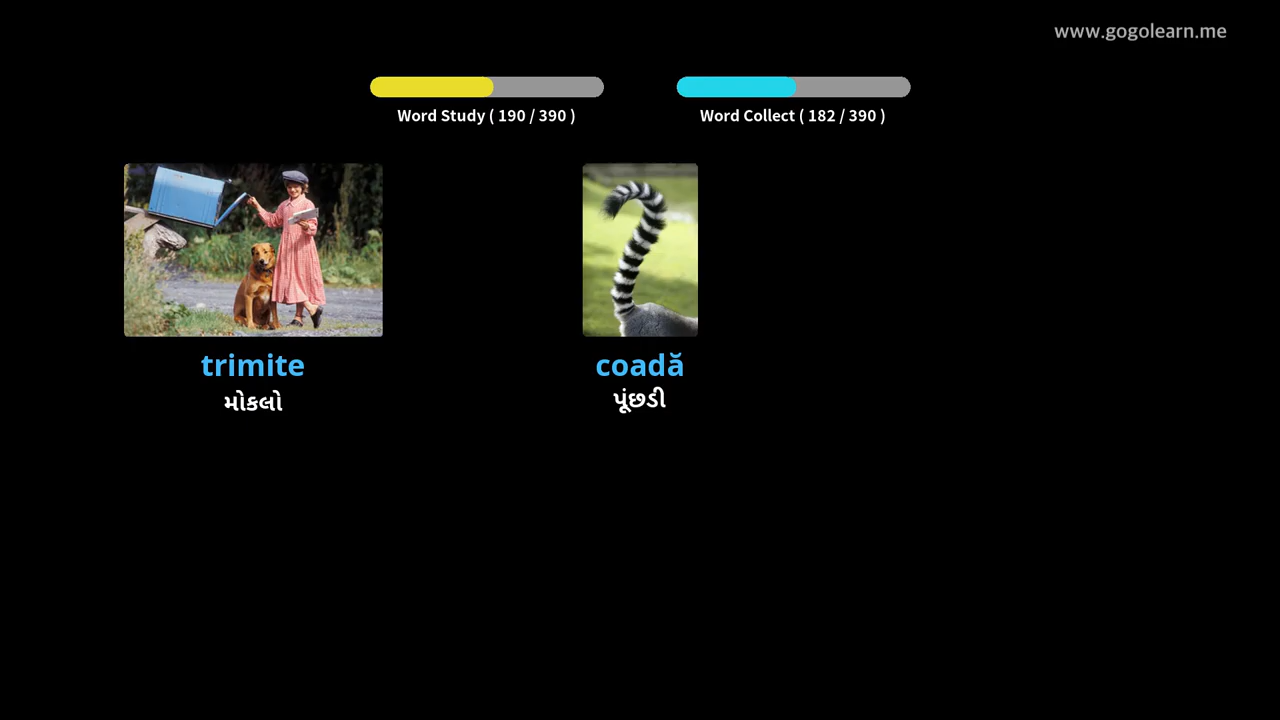 www.gogolearn.me
Word Study ( 190 / 390 )
Word Collect ( 182 / 390 )
trimite
મોકલો
coadă
પૂંછડી